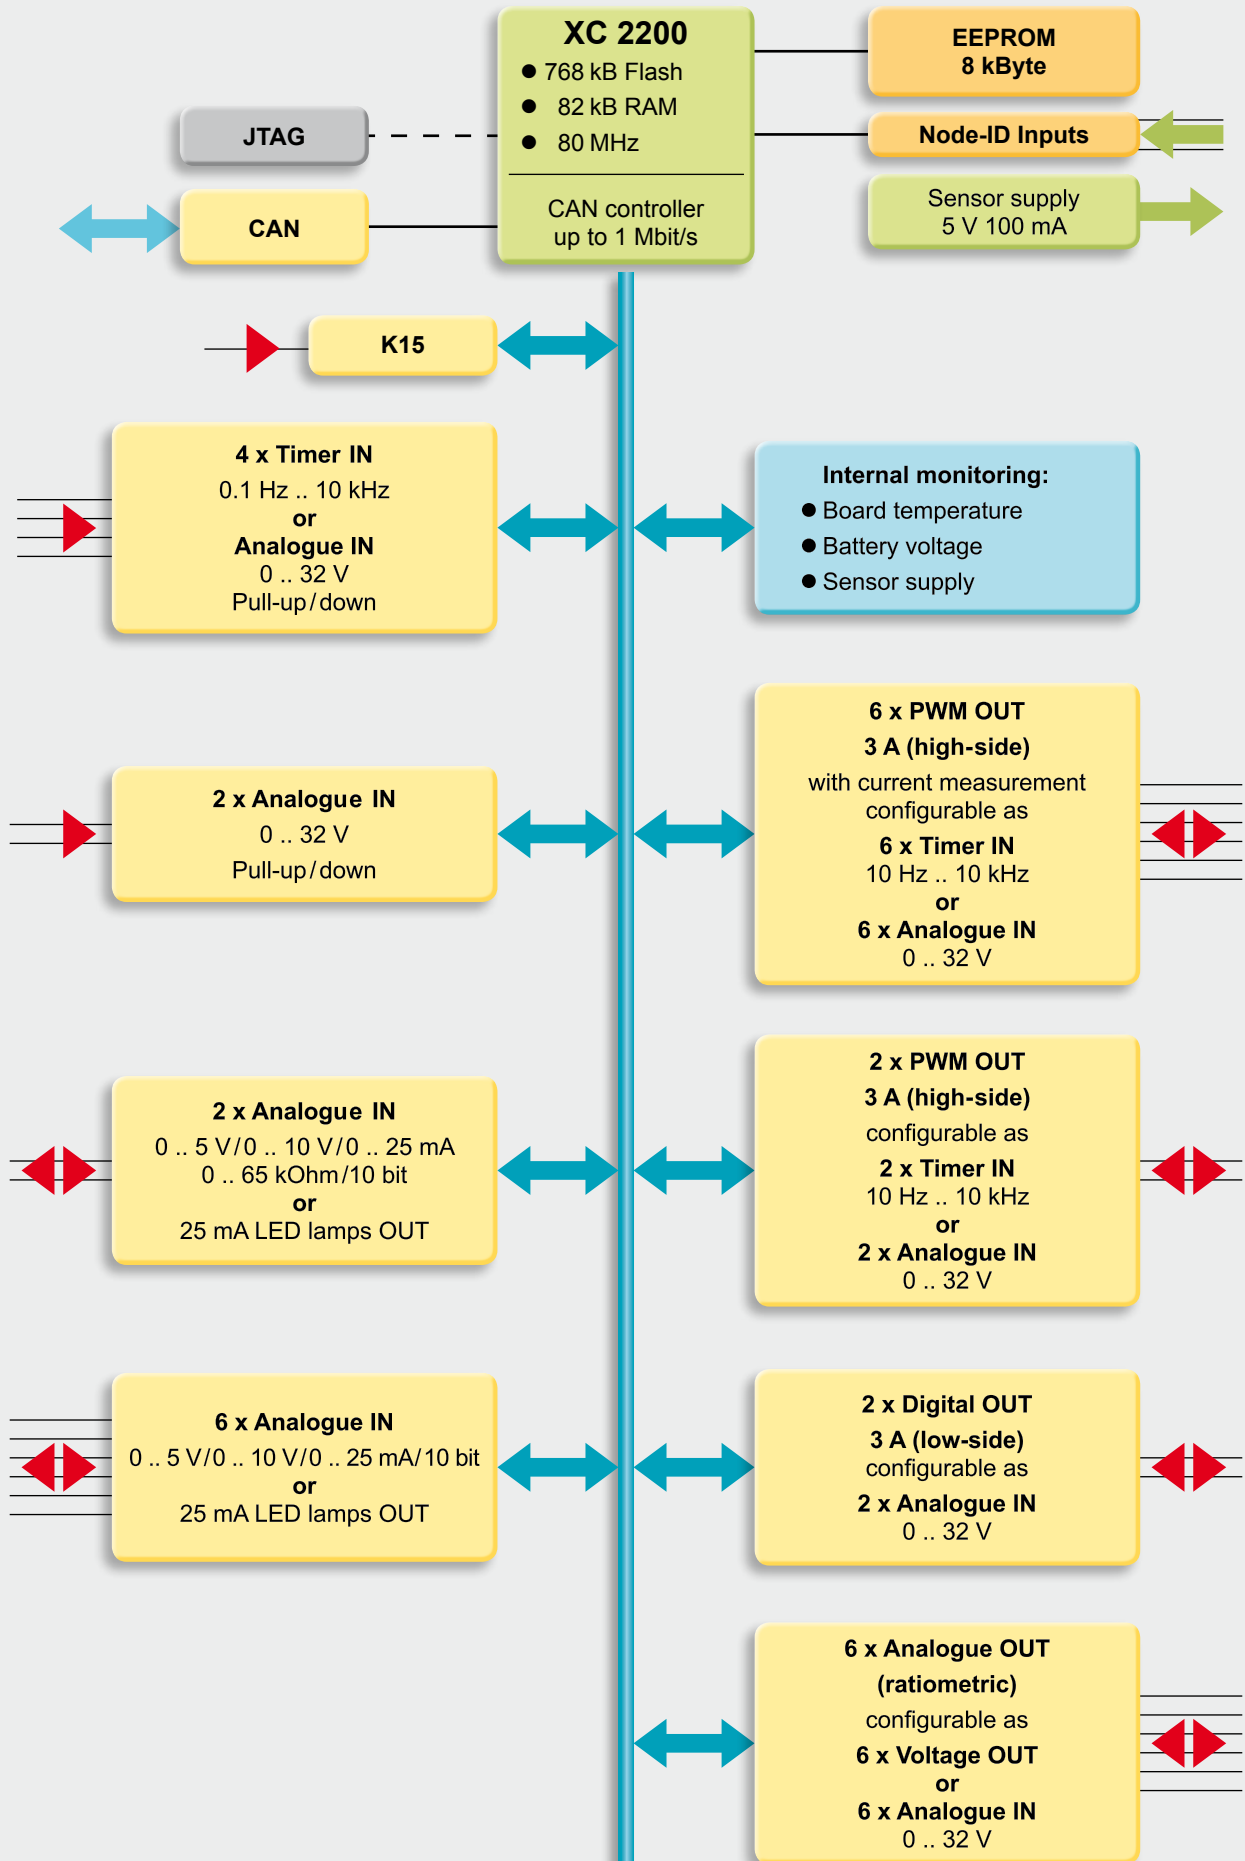 XC 2200
● 768 kB Flash
● 82 kB RAM
● 80 MHz
CAN controller
up to 1 Mbit/s
EEPROM
8 kByte
JTAG
Node-ID Inputs
CAN
Sensor supply
5 V 100 mA
K15
4 x Timer IN
0.1 Hz .. 10 kHz
or
Analogue IN
0 .. 32 V
Pull-up/down
Internal monitoring:
● Board temperature
● Battery voltage
● Sensor supply
2 x Analogue IN
0 .. 32 V
Pull-up/down
6 x PWM OUT
3 A (high-side)
with current measurement
configurable as
6 x Timer IN
10 Hz .. 10 kHz
or
6 x Analogue IN
0 .. 32 V
2 x Analogue IN
0 .. 5 V/0 .. 10 V/0 .. 25 mA
0 .. 65 kOhm/10 bit
or
25 mA LED lamps OUT
2 x PWM OUT
3 A (high-side)
configurable as
2 x Timer IN
10 Hz .. 10 kHz
or
2 x Analogue IN
0 .. 32 V
6 x Analogue IN
0 .. 5 V/0 .. 10 V/0 .. 25 mA/10 bit
or
25 mA LED lamps OUT
2 x Digital OUT
3 A (low-side)
configurable as
2 x Analogue IN
0 .. 32 V
6 x Analogue OUT
(ratiometric)
configurable as
6 x Voltage OUT
or
6 x Analogue IN
0 .. 32 V